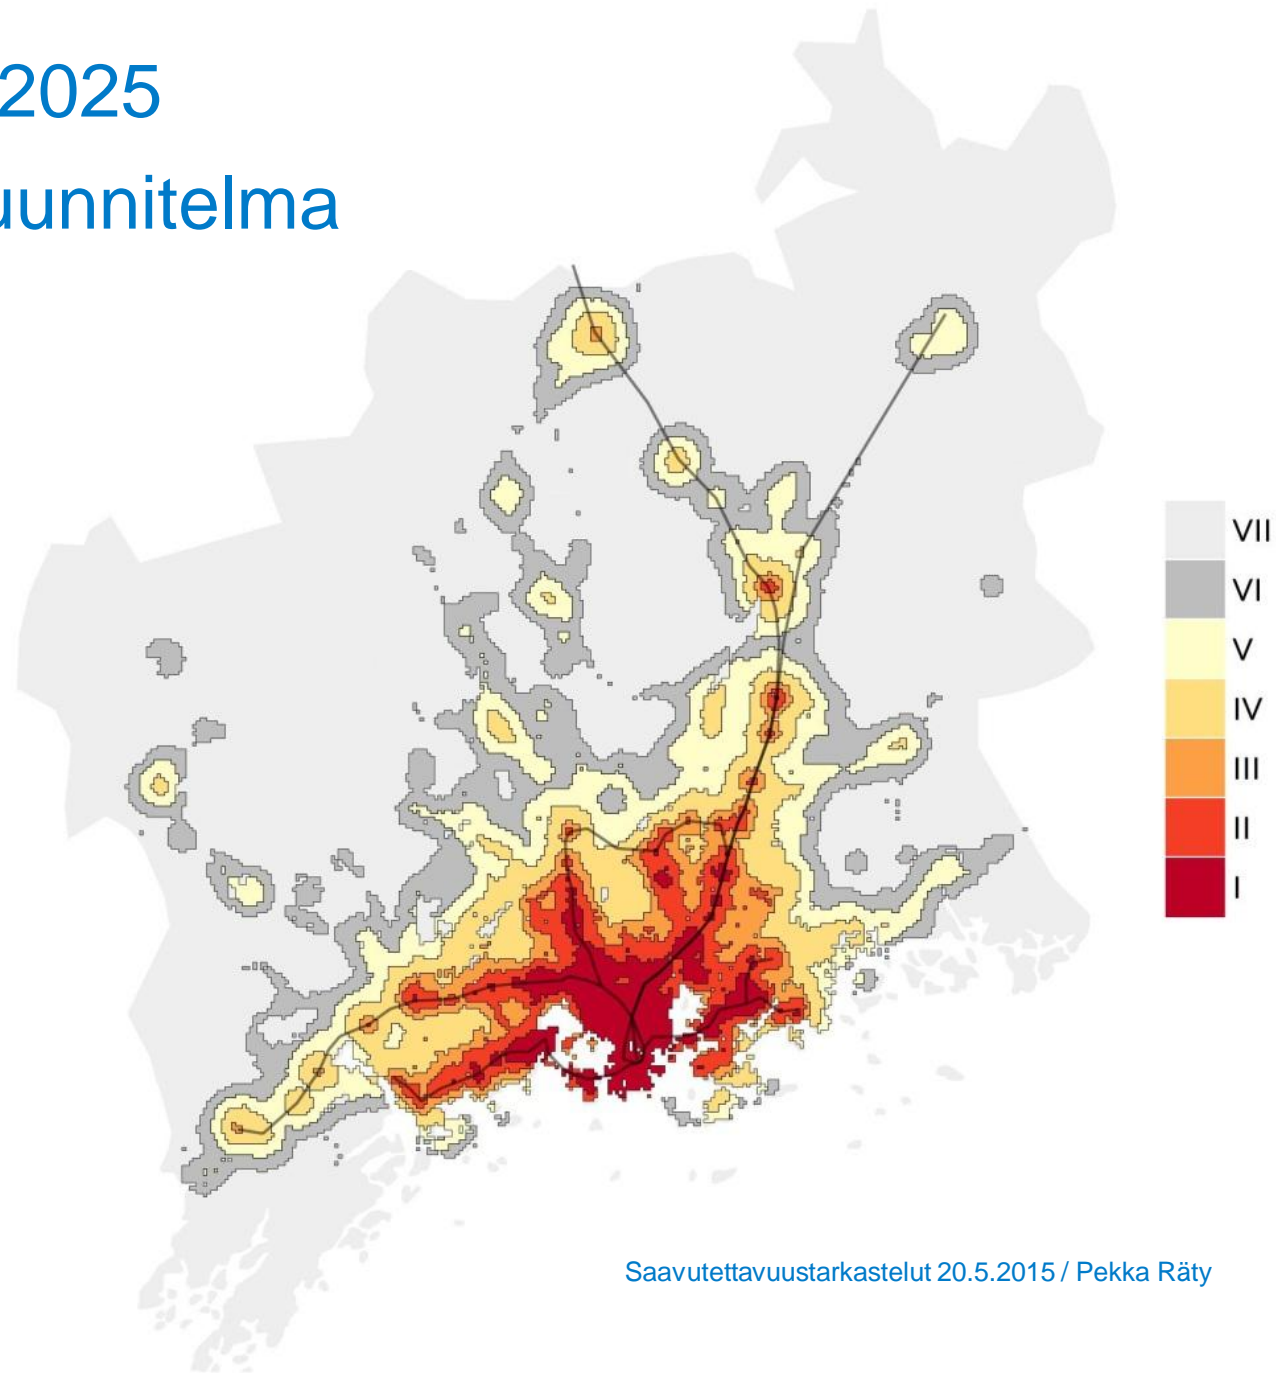 2025
uunnitelma
VII
VI
V
IV
III
II
I
Saavutettavuustarkastelut 20.5.2015 / Pekka Räty